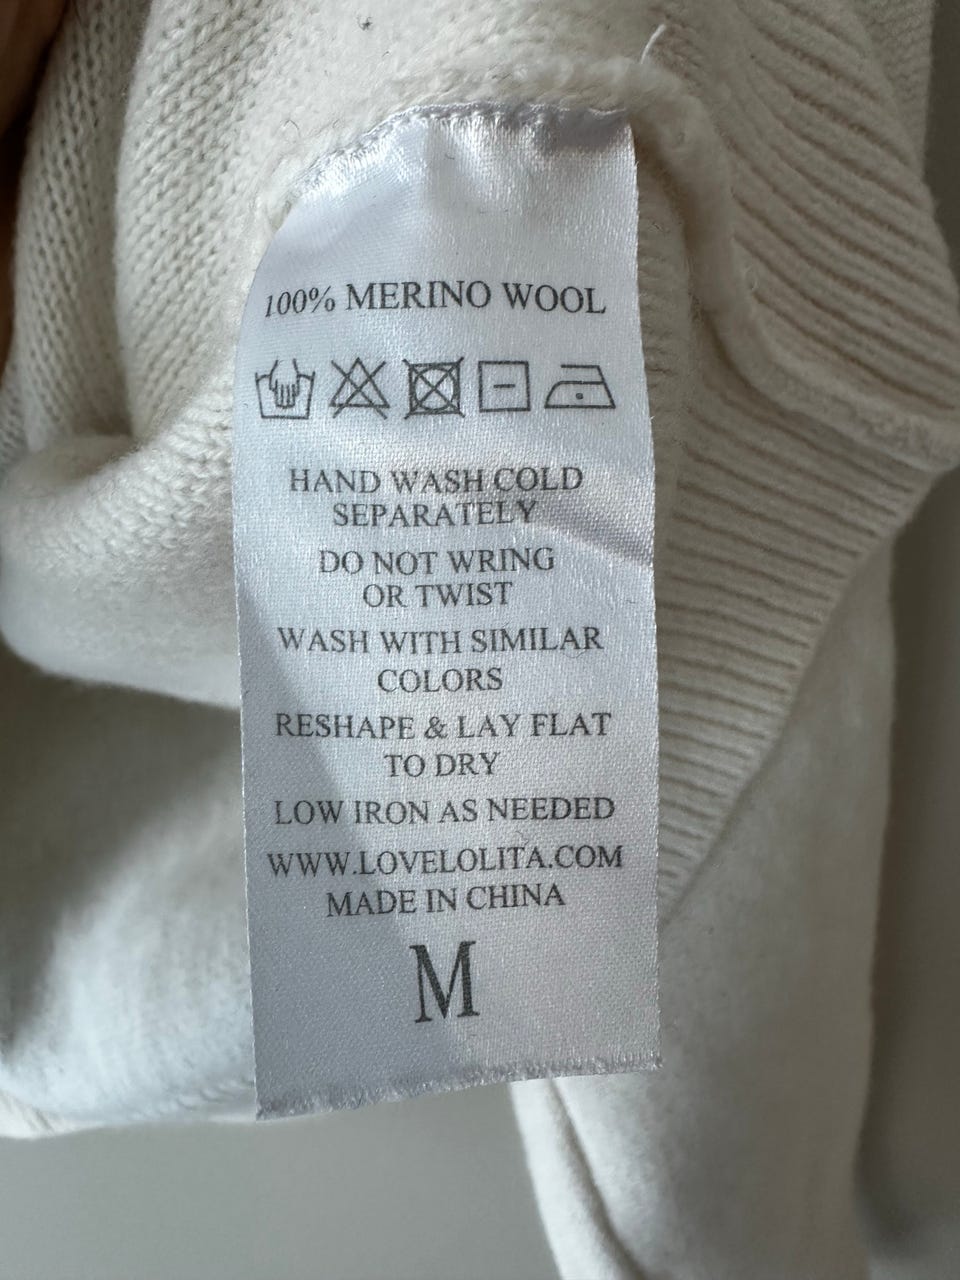 100% MERINO WOOL
HAND WASH COLD
SEPARATELY
DO NOT WRING
OR TWIST
WASH WITH SIMILAR
COLORS
RESHAPE & LAY FLAT
TO DRY
LOW IRON AS NEEDED
WWW.LOVELOLITA.COM
MADE IN CHINA
M